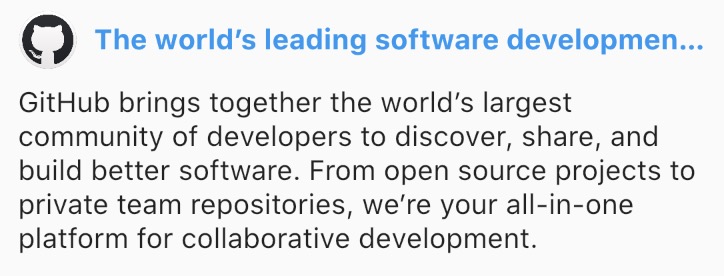 The world’s leading software developmen...
GitHub brings together the world’s largest
community of developers to discover, share, and
build better software. From open source projects to
private team repositories, we’re your all-in-one
platform for collaborative development.